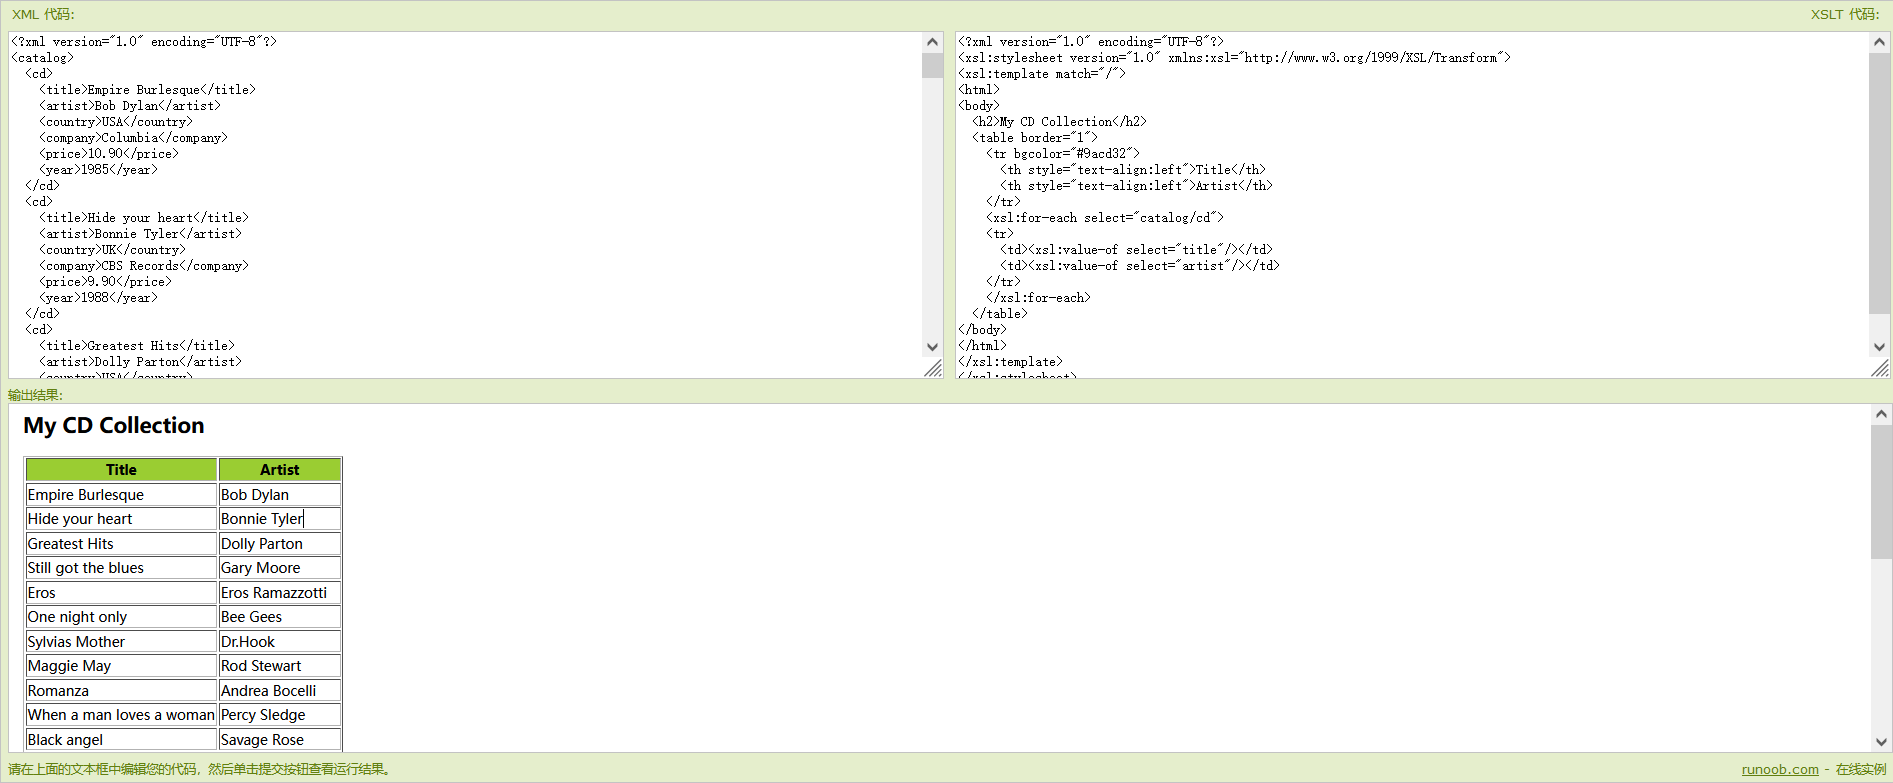 XML 代码:
XSLT 代码:
<?xml version="1.0" encoding="UTF-8"?>
<catalog>
  <cd>
    <title>Empire Burlesque</title>
    <artist>Bob Dylan</artist>
    <country>USA</country>
    <company>Columbia</company>
    <price>10.90</price>
    <year>1985</year>
  </cd>
  <cd>
    <title>Hide your heart</title>
    <artist>Bonnie Tyler</artist>
    <country>UK</country>
    <company>CBS Records</company>
    <price>9.90</price>
    <year>1988</year>
  </cd>
  <cd>
    <title>Greatest Hits</title>
    <artist>Dolly Parton</artist>
    <country>USA</country>
<?xml version="1.0" encoding="UTF-8"?>
<xsl:stylesheet version="1.0" xmlns:xsl="http://www.w3.org/1999/XSL/Transform">
<xsl:template match="/">
<html>
<body>
  <h2>My CD Collection</h2>
  <table border="1">
    <tr bgcolor="#9acd32">
      <th style="text-align:left">Title</th>
      <th style="text-align:left">Artist</th>
    </tr>
    <xsl:for-each select="catalog/cd">
    <tr>
      <td><xsl:value-of select="title"/></td>
      <td><xsl:value-of select="artist"/></td>
    </tr>
    </xsl:for-each>
  </table>
</body>
</html>
</xsl:template>
</xsl:stylesheet>
输出结果:
My CD Collection
Title Artist
Empire Burlesque Bob Dylan
Hide your heart Bonnie Tyler
Greatest Hits Dolly Parton
Still got the blues Gary Moore
Eros Eros Ramazzotti
One night only Bee Gees
Sylvias Mother Dr.Hook
Maggie May Rod Stewart
Romanza Andrea Bocelli
When a man loves a woman Percy Sledge
Black angel Savage Rose
请在上面的文本框中编辑您的代码，然后单击提交按钮查看运行结果。
runoob.com - 在线实例